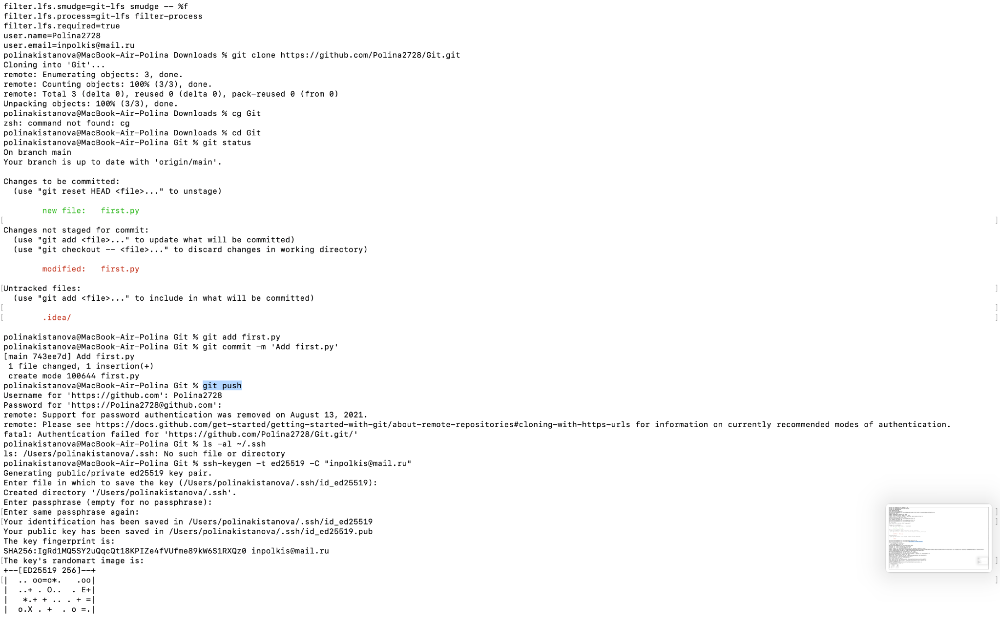 filter.lfs.smudge=git-lfs smudge -- %f
filter.lfs.process=git-lfs filter-process
filter.lfs.required=true
user.name=Polina2728
user.email=inpolkis@mail.ru
polinakistanova@MacBook-Air-Polina Downloads % git clone https://github.com/Polina2728/Git.git
Cloning into 'Git'...
remote: Enumerating objects: 3, done.
remote: Counting objects: 100% (3/3), done.
remote: Total 3 (delta 0), reused 0 (delta 0), pack-reused 0 (from 0)
Unpacking objects: 100% (3/3), done.
polinakistanova@MacBook-Air-Polina Downloads % cg Git
zsh: command not found: cg
polinakistanova@MacBook-Air-Polina Downloads % cd Git
polinakistanova@MacBook-Air-Polina Git % git status
On branch main
Your branch is up to date with 'origin/main'.

Changes to be committed:
  (use "git reset HEAD <file>..." to unstage)

        new file:   first.py
[ ]
Changes not staged for commit:
  (use "git add <file>..." to update what will be committed)
  (use "git checkout -- <file>..." to discard changes in working directory)

        modified:   first.py

[Untracked files: ]
  (use "git add <file>..." to include in what will be committed)
[ ]
[       .idea/ ]

polinakistanova@MacBook-Air-Polina Git % git add first.py
polinakistanova@MacBook-Air-Polina Git % git commit -m 'Add first.py'
[main 743ee7d] Add first.py
 1 file changed, 1 insertion(+)
 create mode 100644 first.py
polinakistanova@MacBook-Air-Polina Git % git push
Username for 'https://github.com': Polina2728
Password for 'https://Polina2728@github.com':
remote: Support for password authentication was removed on August 13, 2021.
remote: Please see https://docs.github.com/get-started/getting-started-with-git/about-remote-repositories#cloning-with-https-urls for information on currently recommended modes of authentication.
fatal: Authentication failed for 'https://github.com/Polina2728/Git.git/'
polinakistanova@MacBook-Air-Polina Git % ls -al ~/.ssh
ls: /Users/polinakistanova/.ssh: No such file or directory
polinakistanova@MacBook-Air-Polina Git % ssh-keygen -t ed25519 -C "inpolkis@mail.ru"
Generating public/private ed25519 key pair.
Enter file in which to save the key (/Users/polinakistanova/.ssh/id_ed25519):
Created directory '/Users/polinakistanova/.ssh'.
Enter passphrase (empty for no passphrase):
[Enter same passphrase again: ]
[Your identification has been saved in /Users/polinakistanova/.ssh/id_ed25519 ]
Your public key has been saved in /Users/polinakistanova/.ssh/id_ed25519.pub
The key fingerprint is:
SHA256:IgRd1MQ5SY2uQqcQt18KPIZe4fVUfme89kW6S1RXQz0 inpolkis@mail.ru
[The key's randomart image is: ]
+--[ED25519 256]--+
[|  .. oo=o*.   .oo| ]
|  ..+ . O..  . E+|
|   *.+ + .. . + =|
|  o.X . +  . o =.|